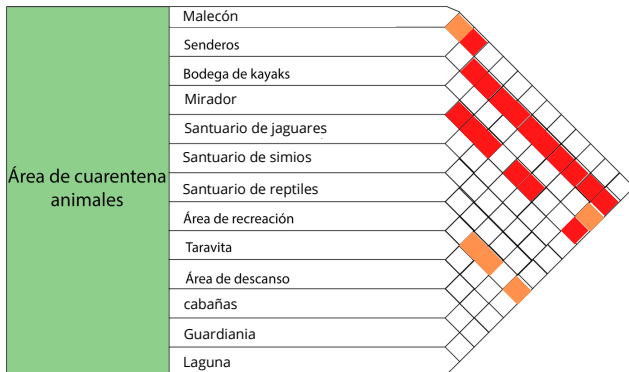 Malecón
Senderos
Bodega de kayaks
Mirador
Santuario de jaguares
Santuario de simios
Área de cuarentena
animales
Santuario de reptiles
Área de recreación
Taravita
Área de descanso
cabañas
Guardiania
Laguna